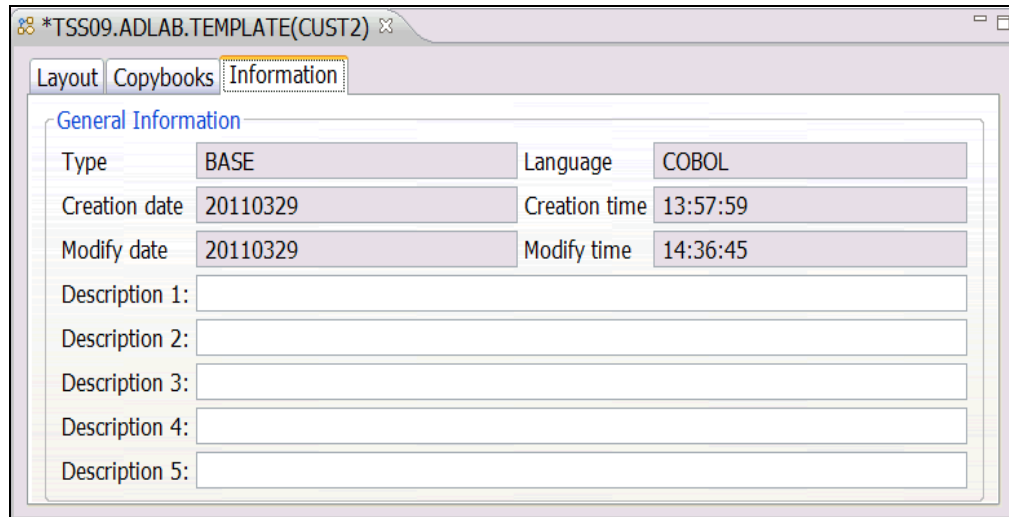 *TSS09.ADLAB.TEMPLATE(CUST2)
Layout Copybooks Information
General Information
Type BASE Language COBOL
Creation date 20110329 Creation time 13:57:59
Modify date 20110329 Modify time 14:36:45
Description 1:
Description 2:
Description 3:
Description 4:
Description 5: